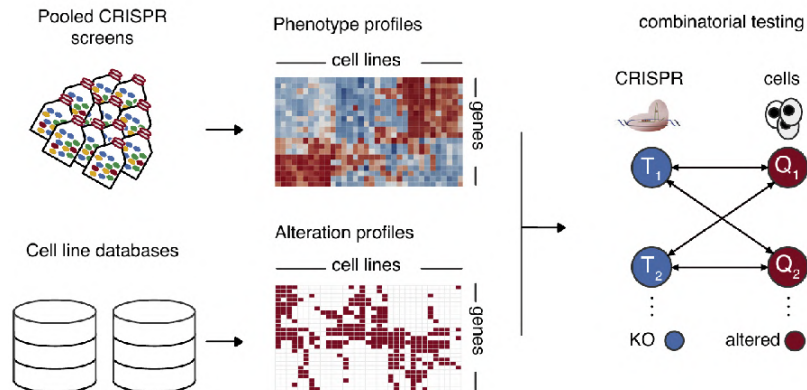 Pooled CRISPR
screens
Phenotype profiles
cell lines
genes
combinatorial testing
CRISPR
cells
T1
Q1
T2
Q2
KO
altered
Cell line databases
Alteration profiles
cell lines
genes